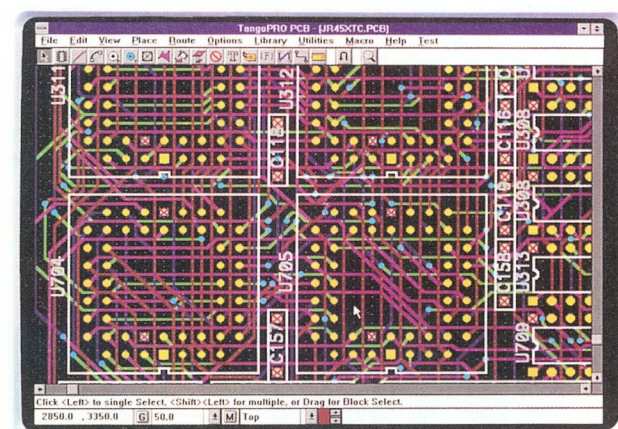 TangoPRO PCB - [JR45XTC.PCB]
File Edit View Place Route Options Library Utilities Macro Help Test
U311
U312
C118
C116
U308
U704
U705
C119
U308
C158
U313
C157
U709
Click <Left> to single Select, <Shift><Left> for multiple, or Drag for Block Select.
2850.0 , 3350.0 G 50.0 M Top